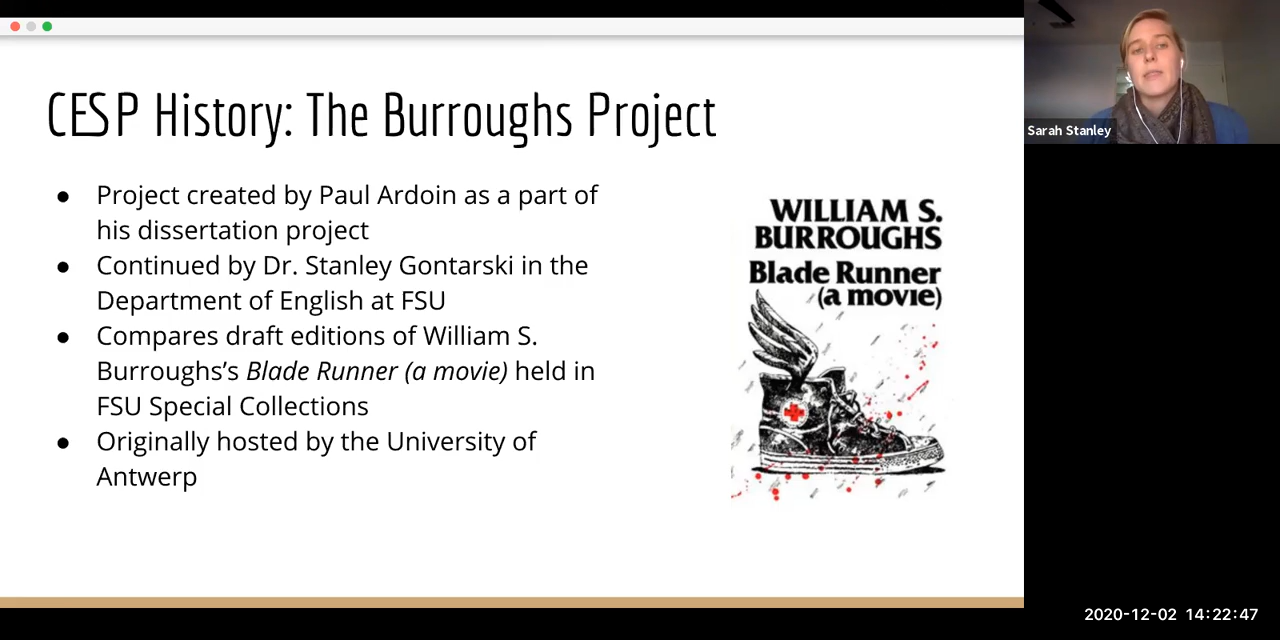 CESP History: The Burroughs Project
● Project created by Paul Ardoin as a part of
his dissertation project
● Continued by Dr. Stanley Gontarski in the
Department of English at FSU
● Compares draft editions of William S.
Burroughs’s Blade Runner (a movie) held in
FSU Special Collections
● Originally hosted by the University of
Antwerp
WILLIAM S.
BURROUGHS
Blade Runner
(a movie)
Sarah Stanley
2020-12-02 14:22:47